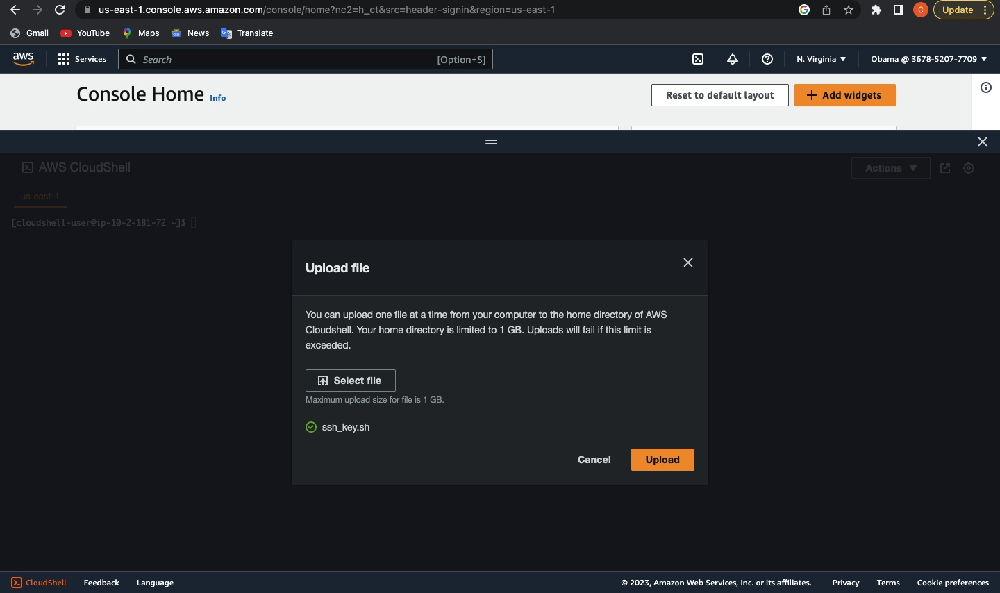 us-east-1.console.aws.amazon.com/console/home?nc2=h_ct&src=header-signin&region=us-east-1
C
Update
Gmail YouTube Maps News Translate
aws Services Search [Option+S] N. Virginia Obama @ 3678-5207-7709
Console Home Info
Reset to default layout Add widgets
AWS CloudShell
Actions
us-east-1
[cloudshell-user@ip-10-2-181-72 ~]$
Upload file
You can upload one file at a time from your computer to the home directory of AWS
Cloudshell. Your home directory is limited to 1 GB. Uploads will fail if this limit is
exceeded.
Select file
Maximum upload size for file is 1 GB.
ssh_key.sh
Cancel Upload
CloudShell Feedback Language © 2023, Amazon Web Services, Inc. or its affiliates. Privacy Terms Cookie preferences